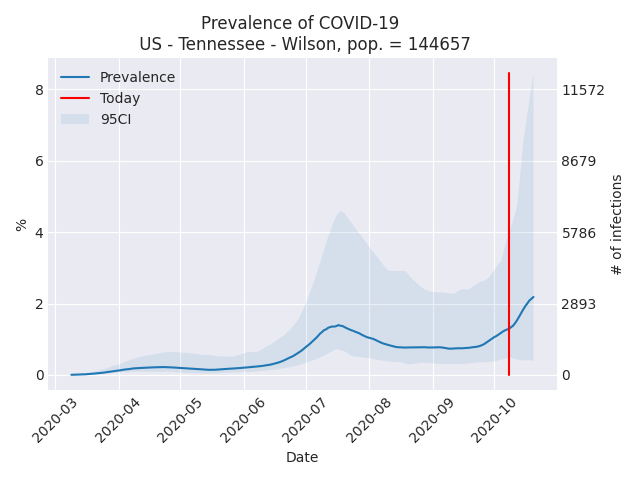 Prevalence of COVID-19
US - Tennessee - Wilson, pop. = 144657
Prevalence
Today
95CI
8
6
4
2
0
%
11572
8679
5786
2893
0
# of infections
2020-03
2020-04
2020-05
2020-06
2020-07
2020-08
2020-09
2020-10
Date